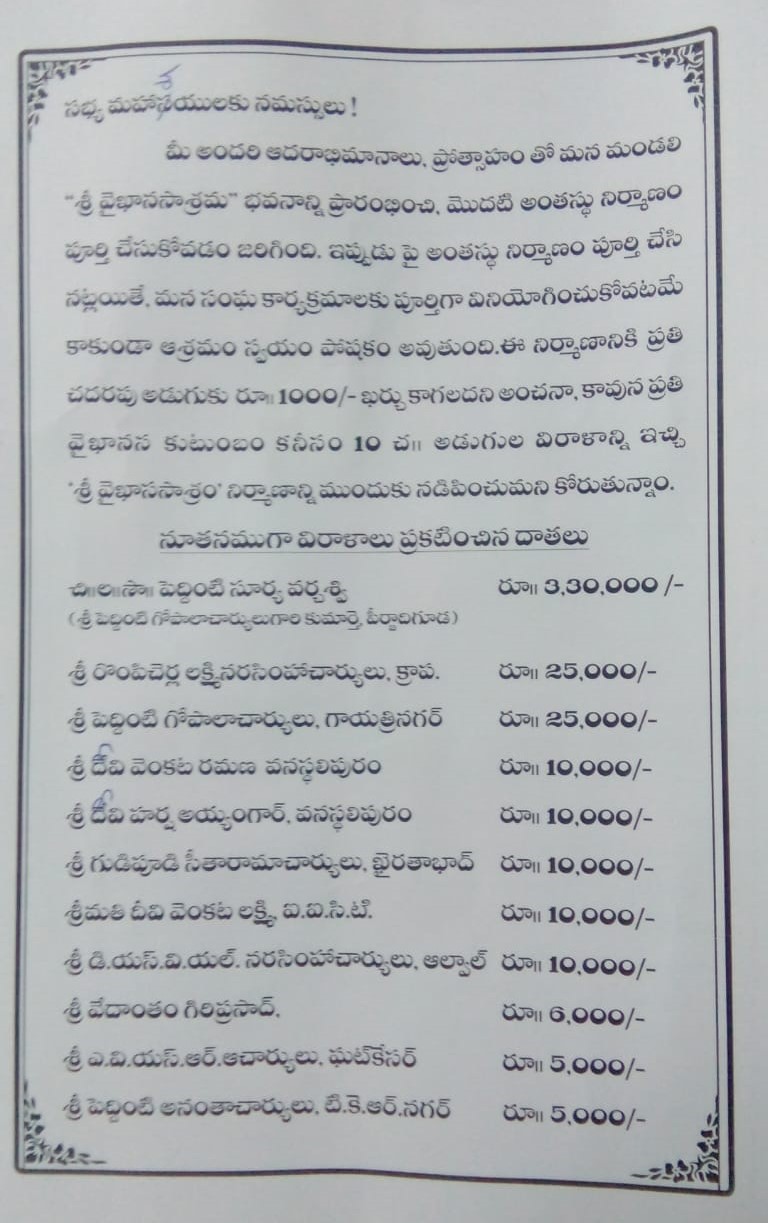 సభ్య మహాశయులకు నమస్సులు!
మీ అందరి ఆదరాభిమానాలు, ప్రోత్సాహం తో మన మండలి
"శ్రీ వైఖానసాశ్రమ" భవనాన్ని ప్రారంభించి, మొదటి అంతస్థు నిర్మాణం
పూర్తి చేసుకోవడం జరిగింది. ఇప్పుడు పై అంతస్థు నిర్మాణం పూర్తి చేసి
నట్లయితే, మన సంఘ కార్యక్రమాలకు పూర్తిగా వినియోగించుకోవటమే
కాకుండా ఆశ్రమం స్వయం పోషకం అవుతుంది.ఈ నిర్మాణానికి ప్రతి
చదరపు అడుగుకు రూ॥ 1000/- ఖర్చు కాగలదని అంచనా, కావున ప్రతి
వైఖానస కుటుంబం కనీసం 10 చ॥ అడుగుల విరాళాన్ని ఇచ్చి
'శ్రీ వైఖానసాశ్రం' నిర్మాణాన్ని ముందుకు నడిపించుమని కోరుతున్నాం.
నూతనముగా విరాళాలు ప్రకటించిన దాతలు
చి॥ల॥సా॥ పెద్దింటి సూర్య వర్చశ్వి రూ॥ 3,30,000 /-
(శ్రీ పెద్దింటి గోపాలాచార్యులుగారి కుమార్తె, పీర్జాదిగూడ)
శ్రీ రొంపిచెర్ల లక్ష్మీనరసింహాచార్యులు, క్రాప. రూ॥ 25,000/-
శ్రీ పెద్దింటి గోపాలాచార్యులు, గాయత్రినగర్ రూ॥ 25,000/-
శ్రీ దీవి వెంకట రమణ వనస్థలిపురం రూ॥ 10,000/-
శ్రీ దీవి హర్ష అయ్యంగార్, వనస్థలిపురం రూ॥ 10,000/-
శ్రీ గుడిపూడి సీతారామాచార్యులు, ఖైరతాభాద్ రూ॥ 10,000/-
శ్రీమతి దీవి వెంకట లక్ష్మి, ఐ.ఐ.సి.టి. రూ॥ 10,000/-
శ్రీ డి.యస్.వి.యల్. నరసింహాచార్యులు, ఆల్వాల్ రూ॥ 10,000/-
శ్రీ వేదాంతం గిరిప్రసాద్. రూ॥ 6,000/-
శ్రీ ఎ.వి.యస్.ఆర్.ఆచార్యులు. ఘట్‌కేసర్ రూ॥ 5,000/-
శ్రీ పెద్దింటి అనంతాచార్యులు, టి.కె.ఆర్.నగర్ రూ॥ 5,000/-